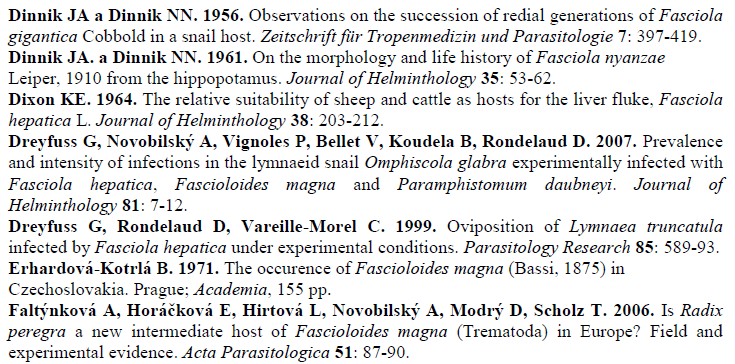 Dinnik JA a Dinnik NN. 1956. Observations on the succession of redial generations of Fasciola
gigantica Cobbold in a snail host. Zeitschrift für Tropenmedizin und Parasitologie 7: 397-419.
Dinnik JA. a Dinnik NN. 1961. On the morphology and life history of Fasciola nyanzae
Leiper, 1910 from the hippopotamus. Journal of Helminthology 35: 53-62.
Dixon KE. 1964. The relative suitability of sheep and cattle as hosts for the liver fluke, Fasciola
hepatica L. Journal of Helminthology 38: 203-212.
Dreyfuss G, Novobilský A, Vignoles P, Bellet V, Koudela B, Rondelaud D. 2007. Prevalence
and intensity of infections in the lymnaeid snail Omphiscola glabra experimentally infected with
Fasciola hepatica, Fascioloides magna and Paramphistomum daubneyi. Journal of
Helminthology 81: 7-12.
Dreyfuss G, Rondelaud D, Vareille-Morel C. 1999. Oviposition of Lymnaea truncatula
infected by Fasciola hepatica under experimental conditions. Parasitology Research 85: 589-93.
Erhardová-Kotrlá B. 1971. The occurence of Fascioloides magna (Bassi, 1875) in
Czechoslovakia. Prague; Academia, 155 pp.
Faltýnková A, Horáčková E, Hirtová L, Novobilský A, Modrý D, Scholz T. 2006. Is Radix
peregra a new intermediate host of Fascioloides magna (Trematoda) in Europe? Field and
experimental evidence. Acta Parasitologica 51: 87-90.